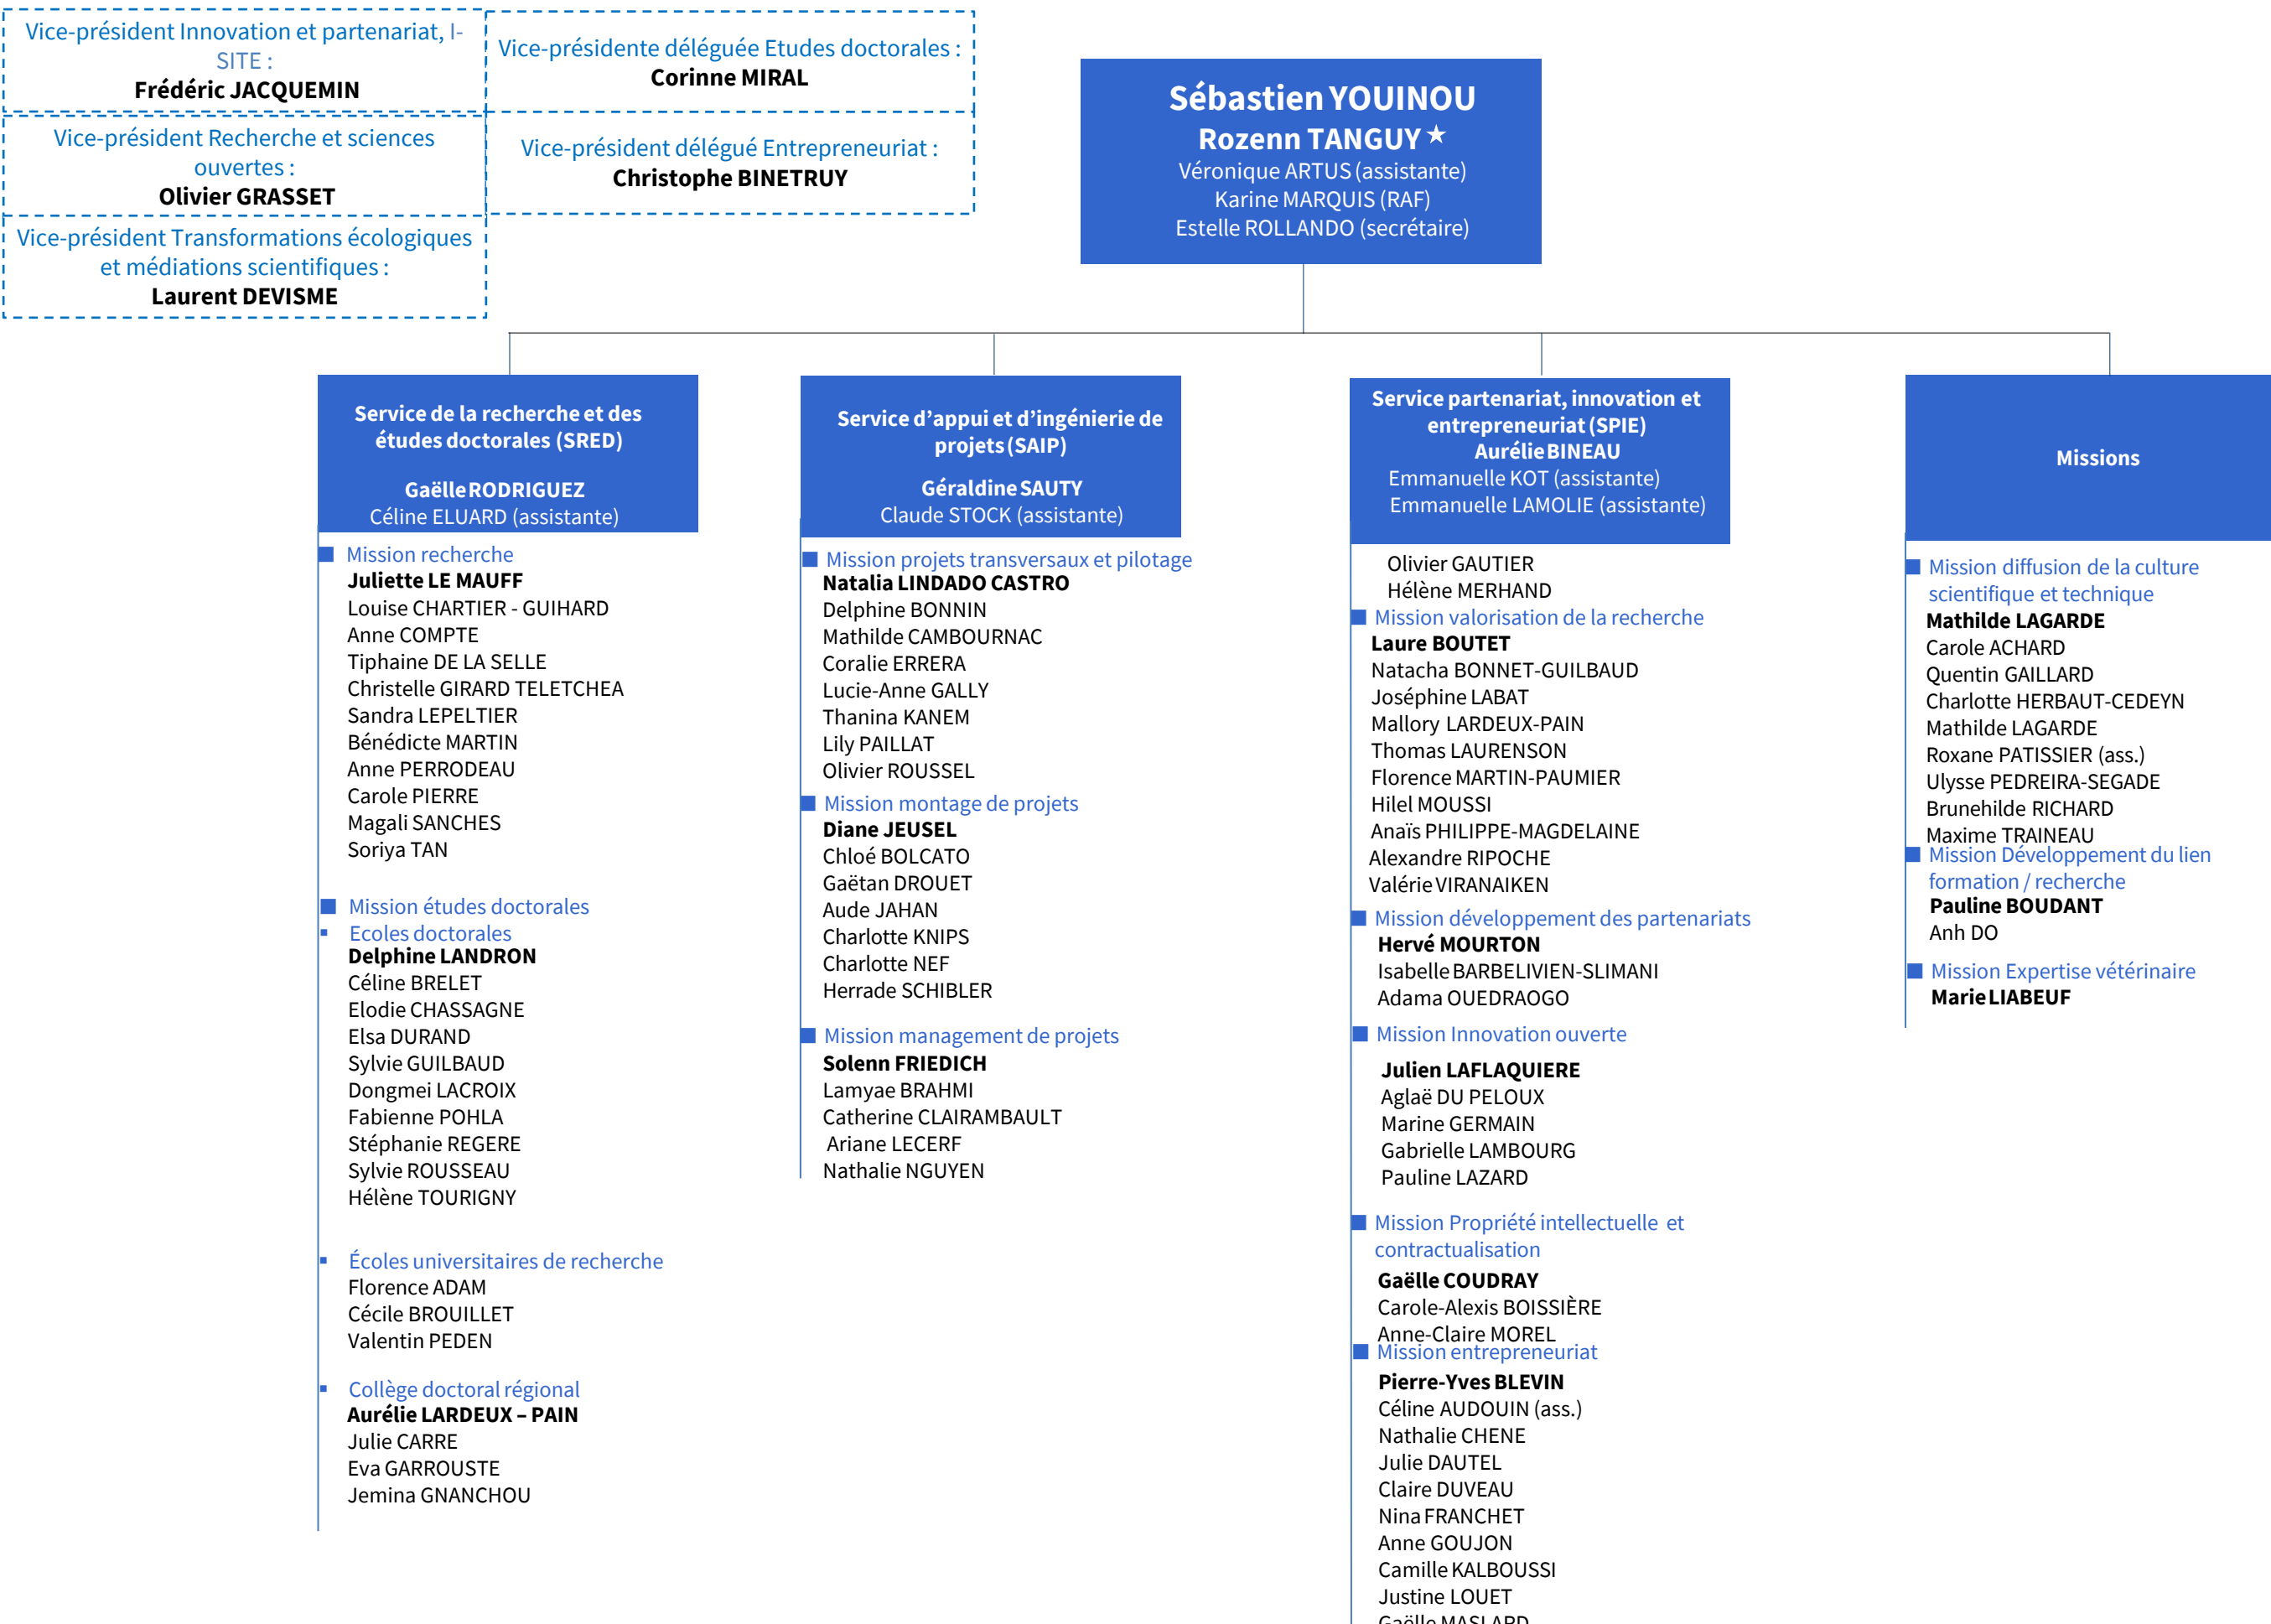 Vice-président Innovation et partenariat, I-
SITE :
Frédéric JACQUEMIN
Vice-présidente déléguée Etudes doctorales :
Corinne MIRAL
Vice-président Recherche et sciences
ouvertes :
Olivier GRASSET
Vice-président délégué Entrepreneuriat :
Christophe BINETRUY
Vice-président Transformations écologiques
et médiations scientifiques :
Laurent DEVISME
Sébastien YOUINOU
Rozenn TANGUY ★
Véronique ARTUS (assistante)
Karine MARQUIS (RAF)
Estelle ROLLANDO (secrétaire)
Service de la recherche et des
études doctorales (SRED)
Gaëlle RODRIGUEZ
Céline ELUARD (assistante)
Mission recherche
Juliette LE MAUFF
Louise CHARTIER - GUIHARD
Anne COMPTE
Tiphaine DE LA SELLE
Christelle GIRARD TELETCHEA
Sandra LEPELTIER
Bénédicte MARTIN
Anne PERRODEAU
Carole PIERRE
Magali SANCHES
Soriya TAN
Mission études doctorales
Ecoles doctorales
Delphine LANDRON
Céline BRELET
Elodie CHASSAGNE
Elsa DURAND
Sylvie GUILBAUD
Dongmei LACROIX
Fabienne POHLA
Stéphanie REGERE
Sylvie ROUSSEAU
Hélène TOURIGNY
Écoles universitaires de recherche
Florence ADAM
Cécile BROUILLET
Valentin PEDEN
Collège doctoral régional
Aurélie LARDEUX – PAIN
Julie CARRE
Eva GARROUSTE
Jemina GNANCHOU
Service d’appui et d’ingénierie de
projets (SAIP)
Géraldine SAUTY
Claude STOCK (assistante)
Mission projets transversaux et pilotage
Natalia LINDADO CASTRO
Delphine BONNIN
Mathilde CAMBOURNAC
Coralie ERRERA
Lucie-Anne GALLY
Thanina KANEM
Lily PAILLAT
Olivier ROUSSEL
Mission montage de projets
Diane JEUSEL
Chloé BOLCATO
Gaëtan DROUET
Aude JAHAN
Charlotte KNIPS
Charlotte NEF
Herrade SCHIBLER
Mission management de projets
Solenn FRIEDICH
Lamyae BRAHMI
Catherine CLAIRAMBAULT
Ariane LECERF
Nathalie NGUYEN
Service partenariat, innovation et
entrepreneuriat (SPIE)
Aurélie BINEAU
Emmanuelle KOT (assistante)
Emmanuelle LAMOLIE (assistante)
Olivier GAUTIER
Hélène MERHAND
Mission valorisation de la recherche
Laure BOUTET
Natacha BONNET-GUILBAUD
Joséphine LABAT
Mallory LARDEUX-PAIN
Thomas LAURENSON
Florence MARTIN-PAUMIER
Hilel MOUSSI
Anaïs PHILIPPE-MAGDELAINE
Alexandre RIPOCHE
Valérie VIRANAIKEN
Mission développement des partenariats
Hervé MOURTON
Isabelle BARBELIVIEN-SLIMANI
Adama OUEDRAOGO
Mission Innovation ouverte
Julien LAFLAQUIERE
Aglaë DU PELOUX
Marine GERMAIN
Gabrielle LAMBOURG
Pauline LAZARD
Mission Propriété intellectuelle et
contractualisation
Gaëlle COUDRAY
Carole-Alexis BOISSIÈRE
Anne-Claire MOREL
Mission entrepreneuriat
Pierre-Yves BLEVIN
Céline AUDOUIN (ass.)
Nathalie CHENE
Julie DAUTEL
Claire DUVEAU
Nina FRANCHET
Anne GOUJON
Camille KALBOUSSI
Justine LOUET
Gaëlle MASLARD
Missions
Mission diffusion de la culture
scientifique et technique
Mathilde LAGARDE
Carole ACHARD
Quentin GAILLARD
Charlotte HERBAUT-CEDEYN
Mathilde LAGARDE
Roxane PATISSIER (ass.)
Ulysse PEDREIRA-SEGADE
Brunehilde RICHARD
Maxime TRAINEAU
Mission Développement du lien
formation / recherche
Pauline BOUDANT
Anh DO
Mission Expertise vétérinaire
Marie LIABEUF